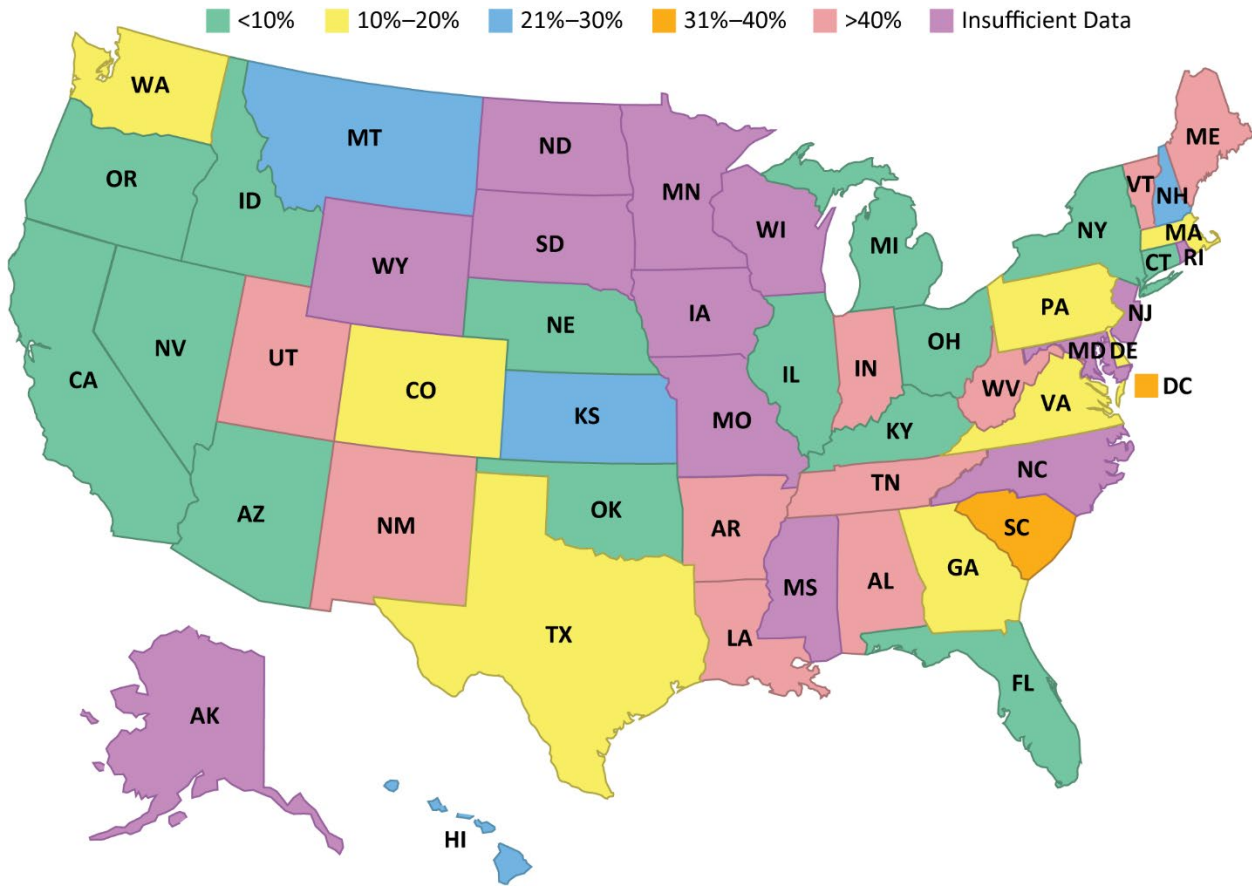 <10% 10%–20% 21%–30% 31%–40% >40% Insufficient Data
WA
MT
ND
MN
ME
VT
NH
OR
ID
SD
WI
MI
NY
MA
CT
RI
WY
IA
NE
PA
NJ
NV
UT
CO
IL
IN
OH
MD
DE
DC
CA
KS
MO
WV
VA
KY
AZ
NM
OK
AR
TN
NC
SC
TX
LA
MS
AL
GA
FL
AK
HI